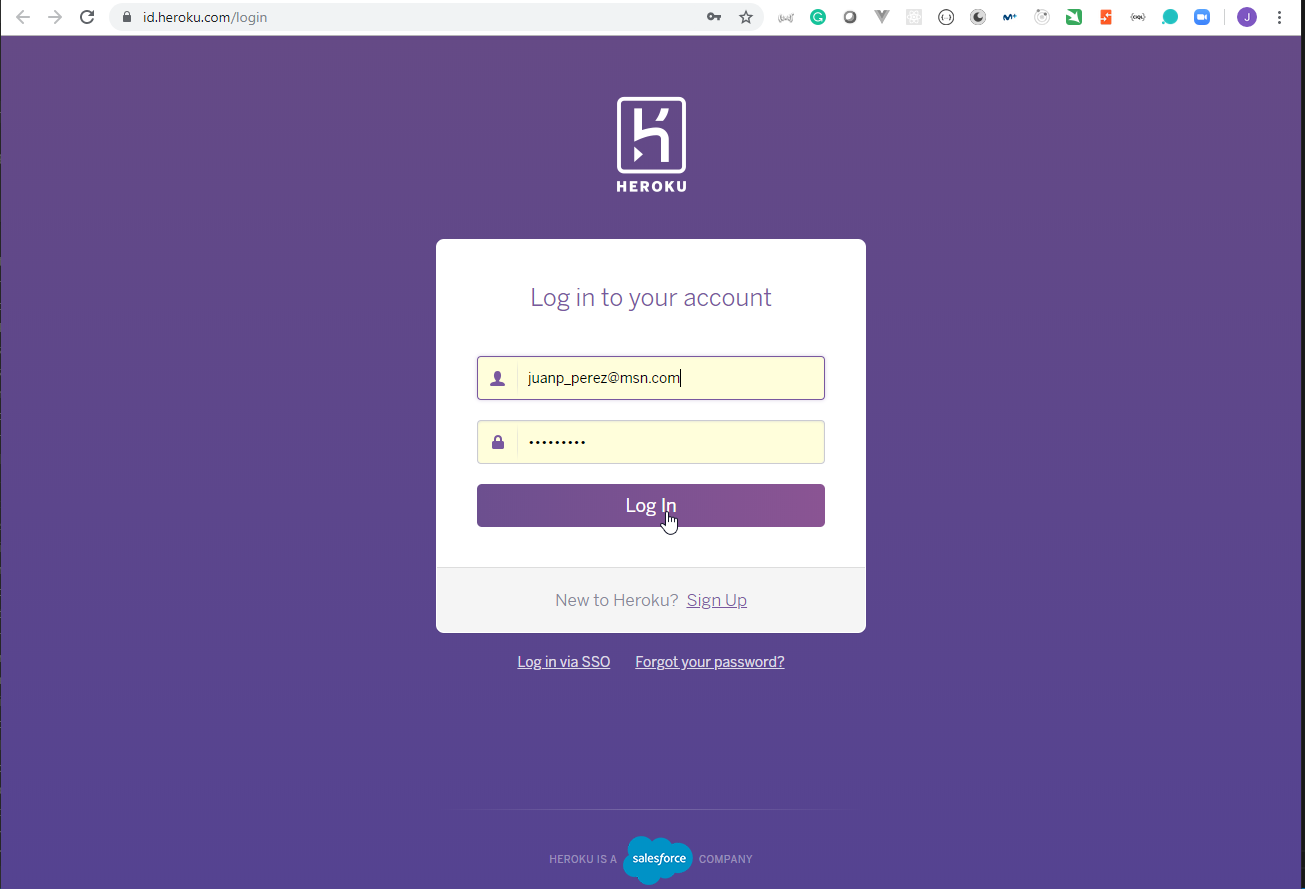 id.heroku.com/login
J
HEROKU
Log in to your account
juanp_perez@msn.com
•••••••••
Log In
New to Heroku? Sign Up
Log in via SSO Forgot your password?
HEROKU IS A salesforce COMPANY